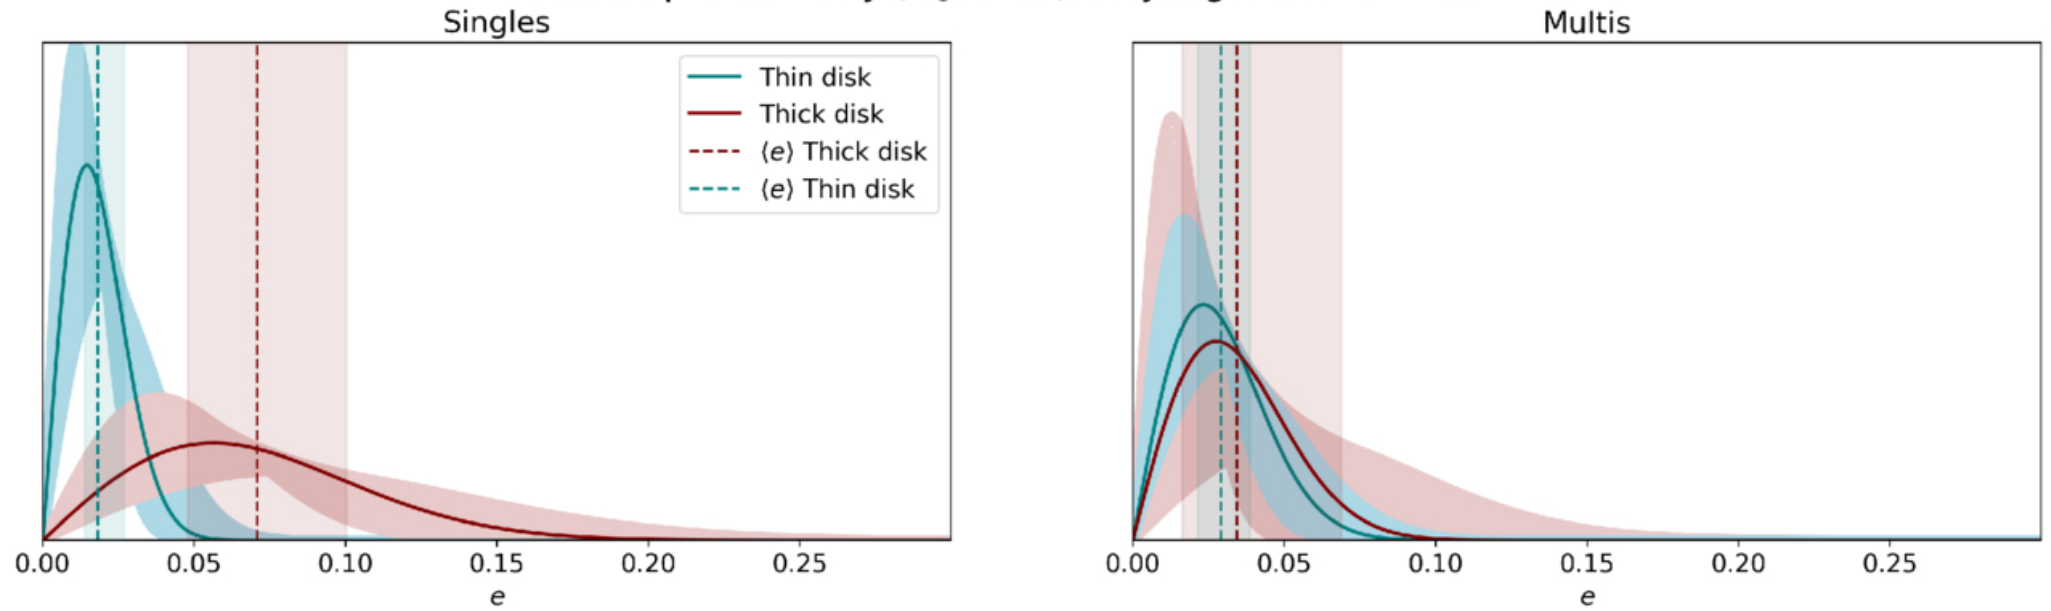 Singles
Thin disk
Thick disk
⟨e⟩ Thick disk
⟨e⟩ Thin disk
0.00 0.05 0.10 0.15 0.20 0.25
e
Multis
0.00 0.05 0.10 0.15 0.20 0.25
e